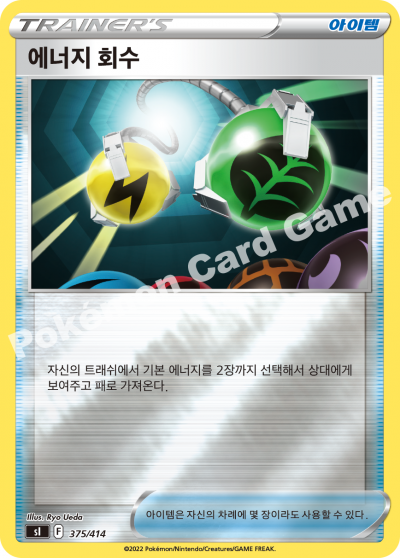 TRAINER'S
아이템
에너지 회수
Pokémon Card Game
자신의 트래쉬에서 기본 에너지를 2장까지 선택해서 상대에게
보여주고 패로 가져온다.
Illus. Ryo Ueda
sI F 375/414
아이템은 자신의 차례에 몇 장이라도 사용할 수 있다.
©2022 Pokémon/Nintendo/Creatures/GAME FREAK.